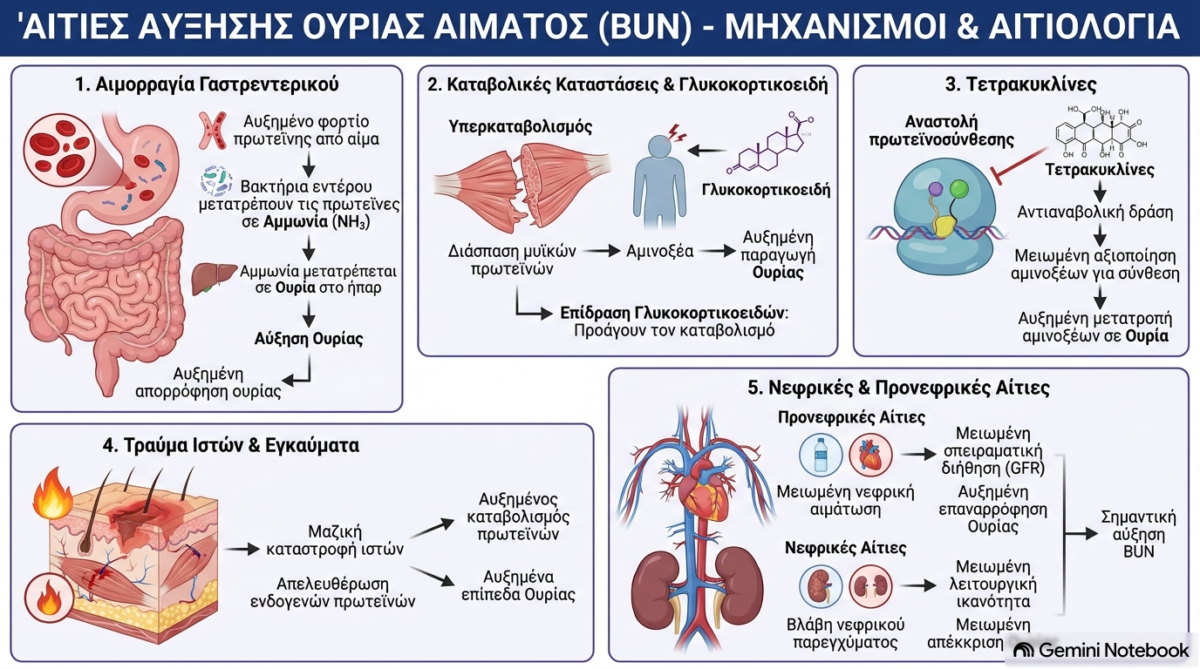 'ΑΙΤΙΕΣ ΑΥΞΗΣΗΣ ΟΥΡΙΑΣ ΑΙΜΑΤΟΣ (BUN) - ΜΗΧΑΝΙΣΜΟΙ & ΑΙΤΙΟΛΟΓΙΑ
1. Αιμορραγία Γαστρεντερικού
Αυξημένο φορτίο
πρωτεΐνης από αίμα
Βακτήρια εντέρου
μετατρέπουν τις πρωτεΐνες
σε Αμμωνία (NH₃)
Αμμωνία μετατρέπεται
σε Ουρία στο ήπαρ
Αύξηση Ουρίας
Αυξημένη
απορρόφηση ουρίας
2. Καταβολικές Καταστάσεις & Γλυκοκορτικοειδή
Υπερκαταβολισμός
Γλυκοκορτικοειδή
Διάσπαση μυϊκών
πρωτεϊνών
Αμινοξέα
Αυξημένη
παραγωγή
Ουρίας
Επίδραση Γλυκοκορτικοειδών:
Προάγουν τον καταβολισμό
3. Τετρακυκλίνες
Αναστολή
πρωτεϊνοσύνθεσης
Τετρακυκλίνες
Αντιαναβολική δράση
Μειωμένη αξιοποίηση
αμινοξέων για σύνθεση
Αυξημένη μετατροπή
αμινοξέων σε Ουρία
4. Τραύμα Ιστών & Εγκαύματα
Μαζική
καταστροφή ιστών
Απελευθέρωση
ενδογενών πρωτεϊνών
Αυξημένος
καταβολισμός
πρωτεϊνών
Αυξημένα
επίπεδα Ουρίας
5. Νεφρικές & Προνεφρικές Αίτιες
Προνεφρικές Αίτιες
Μειωμένη νεφρική
αιμάτωση
Μειωμένη
σπειραματική
διήθηση (GFR)
Αυξημένη
επαναρρόφηση
Ουρίας
Νεφρικές Αίτιες
Βλάβη νεφρικού
παρεγχύματος
Μειωμένη
λειτουργική
ικανότητα
Μειωμένη
απέκκριση
Σημαντική
αύξηση
BUN
Gemini Notebook